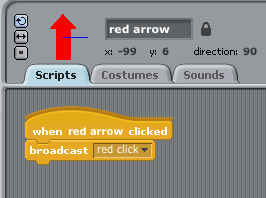 red arrow
x: -99 y: 6 direction: 90
Scripts Costumes Sounds
when red arrow clicked
broadcast red click